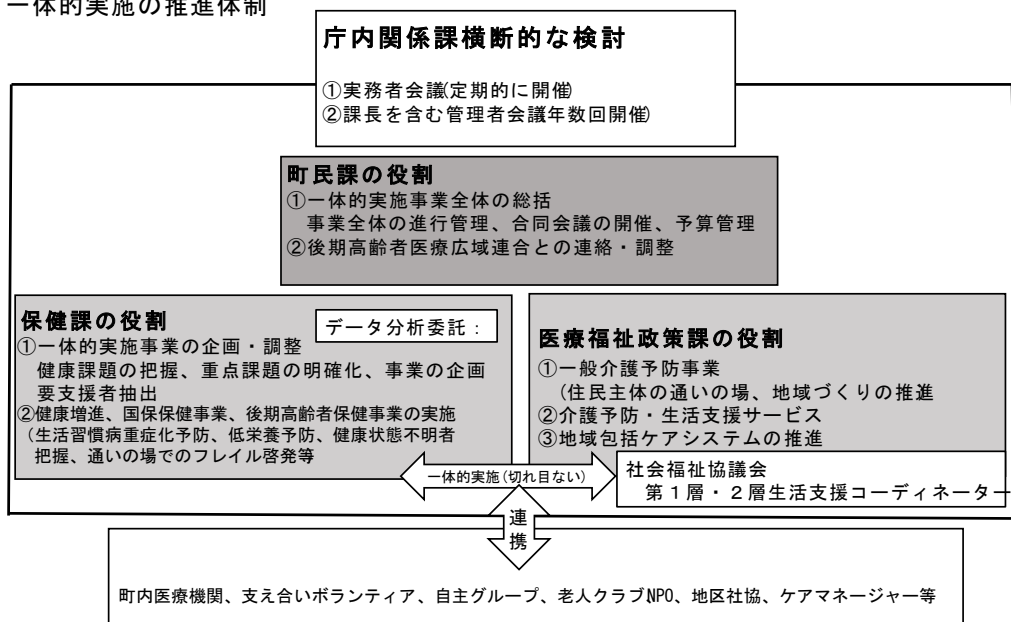 一体的実施の推進体制
庁内関係課横断的な検討
①実務者会議(定期的に開催)
②課長を含む管理者会議年数回開催)
町民課の役割
①一体的実施事業全体の総括
事業全体の進行管理、合同会議の開催、予算管理
②後期高齢者医療広域連合との連絡・調整
保健課の役割
データ分析委託：
①一体的実施事業の企画・調整
健康課題の把握、重点課題の明確化、事業の企画
要支援者抽出
②健康増進、国保保健事業、後期高齢者保健事業の実施
（生活習慣病重症化予防、低栄養予防、健康状態不明者
把握、通いの場でのフレイル啓発等
医療福祉政策課の役割
①一般介護予防事業
（住民主体の通いの場、地域づくりの推進
②介護予防・生活支援サービス
③地域包括ケアシステムの推進
社会福祉協議会
第１層・２層生活支援コーディネーター
一体的実施(切れ目ない)
連
携
町内医療機関、支え合いボランティア、自主グループ、老人クラブNPO、地区社協、ケアマネージャー等